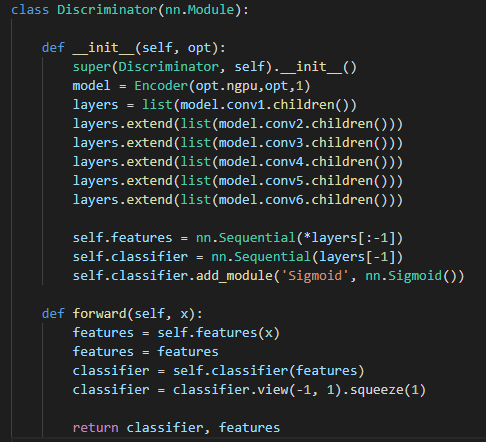 class Discriminator(nn.Module):
    def __init__(self, opt):
        super(Discriminator, self).__init__()
        model = Encoder(opt.ngpu,opt,1)
        layers = list(model.conv1.children())
        layers.extend(list(model.conv2.children()))
        layers.extend(list(model.conv3.children()))
        layers.extend(list(model.conv4.children()))
        layers.extend(list(model.conv5.children()))
        layers.extend(list(model.conv6.children()))
        self.features = nn.Sequential(*layers[:-1])
        self.classifier = nn.Sequential(layers[-1])
        self.classifier.add_module('Sigmoid', nn.Sigmoid())
    def forward(self, x):
        features = self.features(x)
        features = features
        classifier = self.classifier(features)
        classifier = classifier.view(-1, 1).squeeze(1)
        return classifier, features